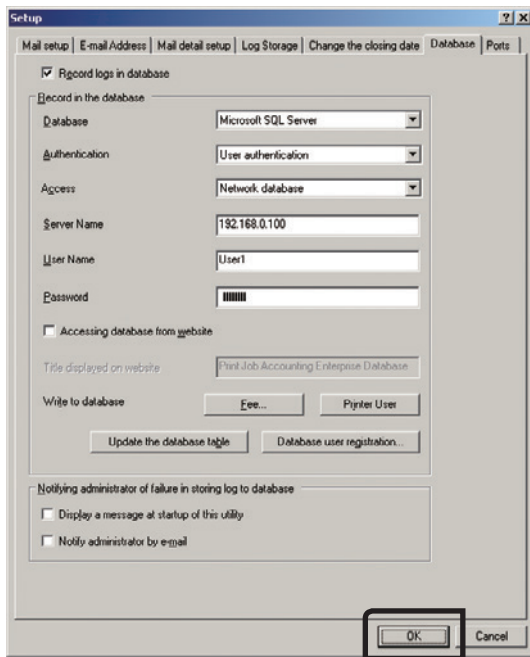 Setup
Mail setup E-mail Address Mail detail setup Log Storage Change the closing date Database Ports
Record logs in database
Record in the database
Database Microsoft SQL Server
Authentication User authentication
Access Network database
Server Name 192.168.0.100
User Name User1
Password
Accessing database from website
Title displayed on website Print Job Accounting Enterprise Database
Write to database Fee... Printer User
Update the database table Database user registration...
Notifying administrator of failure in storing log to database
Display a message at startup of this utility
Notify administrator by e-mail
OK Cancel